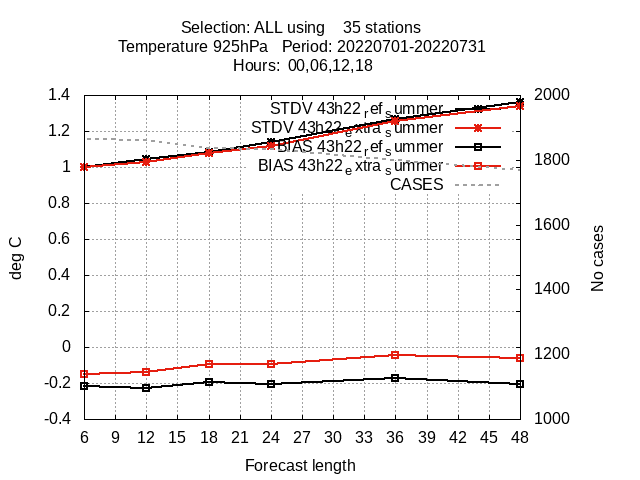 Selection: ALL using    35 stations
Temperature 925hPa   Period: 20220701-20220731
Hours:  00,06,12,18
1.4
1.2
1
0.8
0.6
0.4
0.2
0
-0.2
-0.4
deg C
STDV 43h22_ref_summer
STDV 43h22_extra_summer
BIAS 43h22_ref_summer
BIAS 43h22_extra_summer
CASES
2000
1800
1600
1400
1200
1000
No cases
6 9 12 15 18 21 24 27 30 33 36 39 42 44 45 48
Forecast length